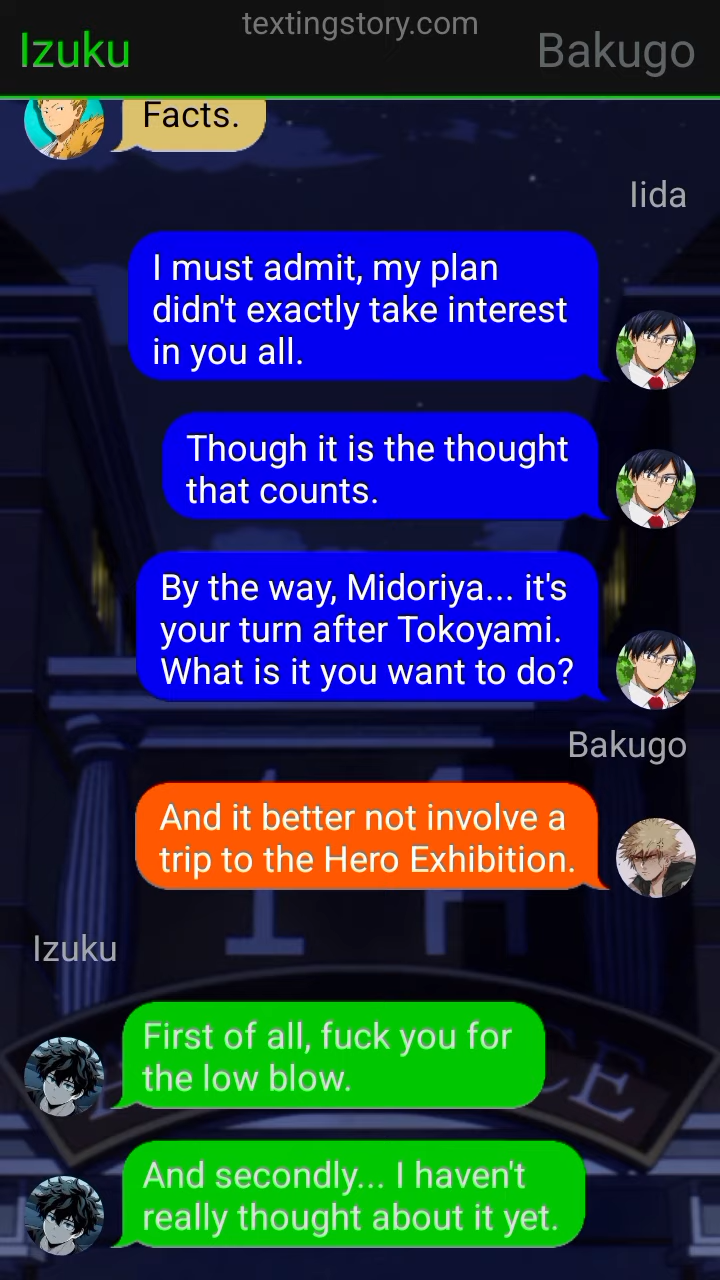 textingstory.com
Izuku
Bakugo
Facts.
Iida
I must admit, my plan
didn't exactly take interest
in you all.
Though it is the thought
that counts.
By the way, Midoriya... it's
your turn after Tokoyami.
What is it you want to do?
Bakugo
And it better not involve a
trip to the Hero Exhibition.
Izuku
First of all, fuck you for
the low blow.
And secondly... I haven't
really thought about it yet.